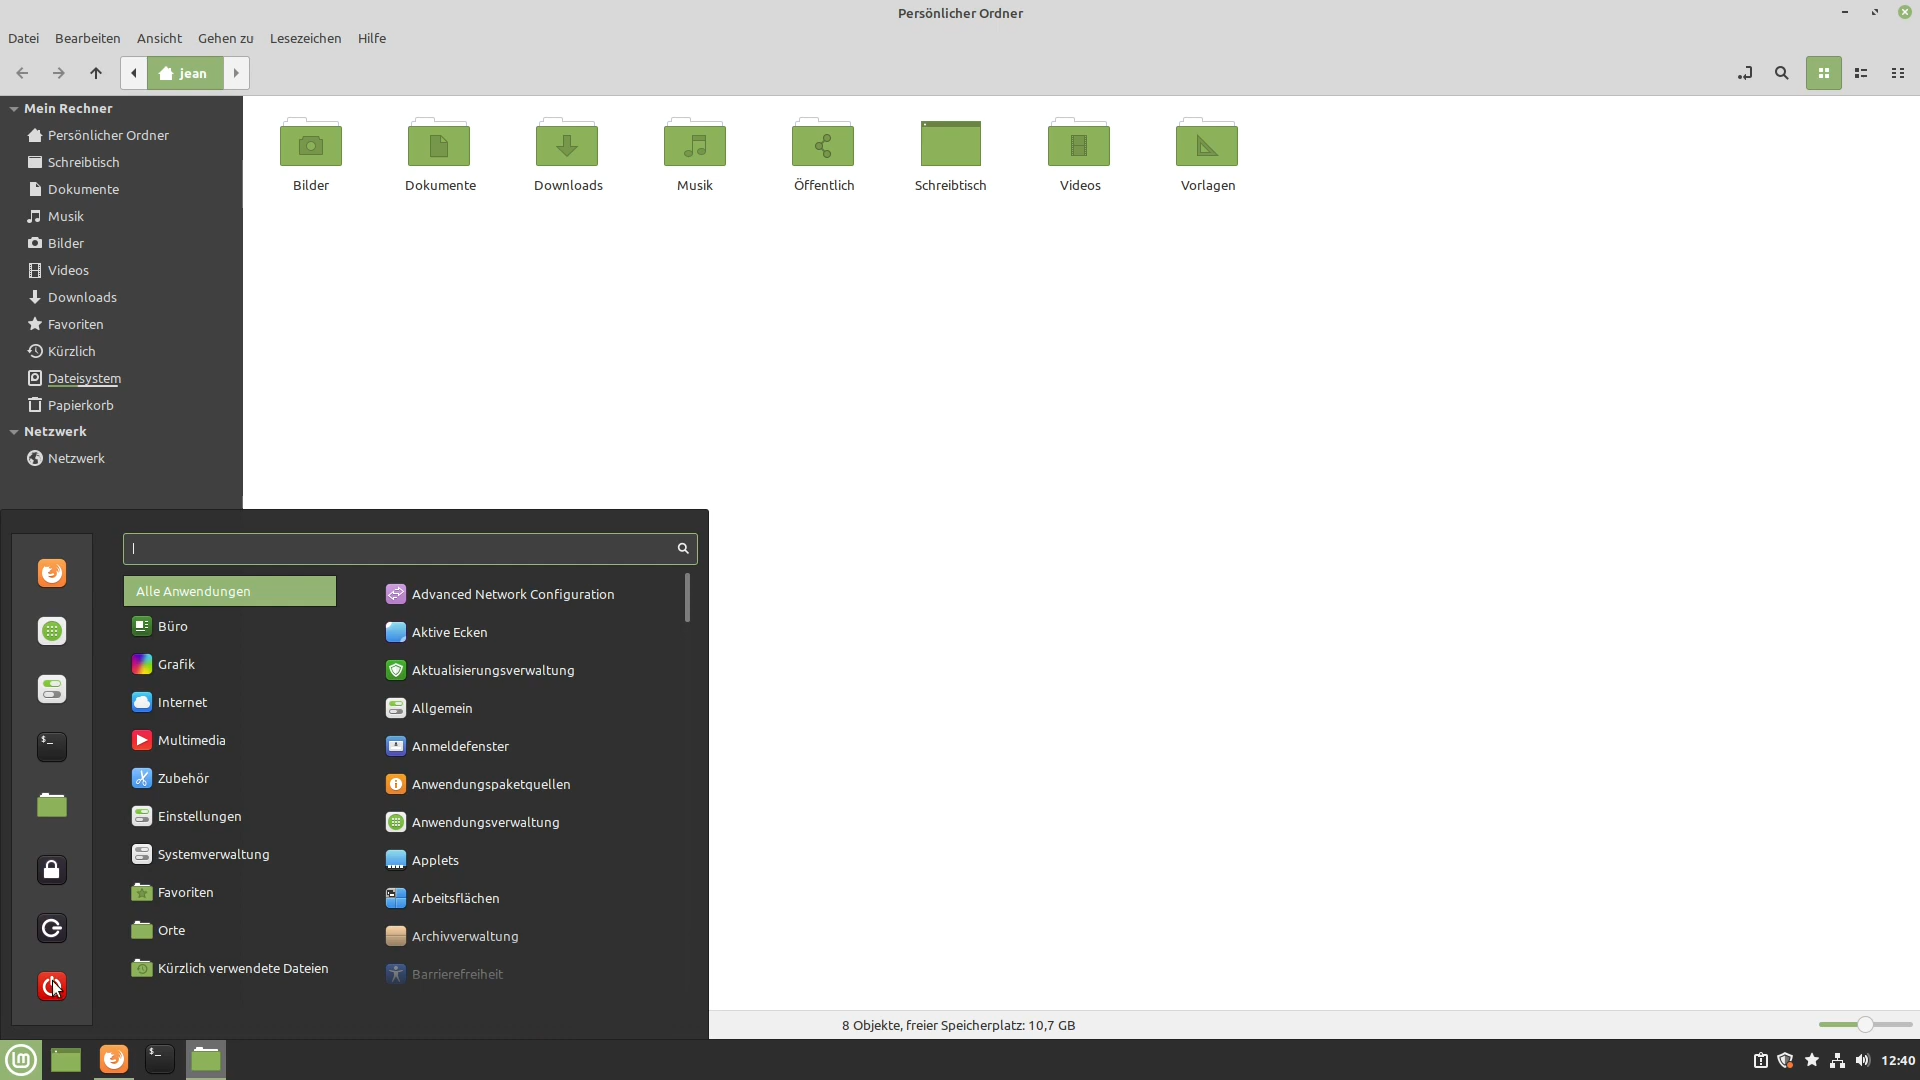 Persönlicher Ordner
Datei Bearbeiten Ansicht Gehen zu Lesezeichen Hilfe
jean
Mein Rechner
Persönlicher Ordner
Schreibtisch
Dokumente
Musik
Bilder
Videos
Downloads
Favoriten
Kürzlich
Dateisystem
Papierkorb
Netzwerk
Netzwerk
Bilder Dokumente Downloads Musik Öffentlich Schreibtisch Videos Vorlagen
Alle Anwendungen
Büro
Grafik
Internet
Multimedia
Zubehör
Einstellungen
Systemverwaltung
Favoriten
Orte
Kürzlich verwendete Dateien
Advanced Network Configuration
Aktive Ecken
Aktualisierungsverwaltung
Allgemein
Anmeldefenster
Anwendungspaketquellen
Anwendungsverwaltung
Applets
Arbeitsflächen
Archivverwaltung
Barrierefreiheit
8 Objekte, freier Speicherplatz: 10,7 GB
12:40